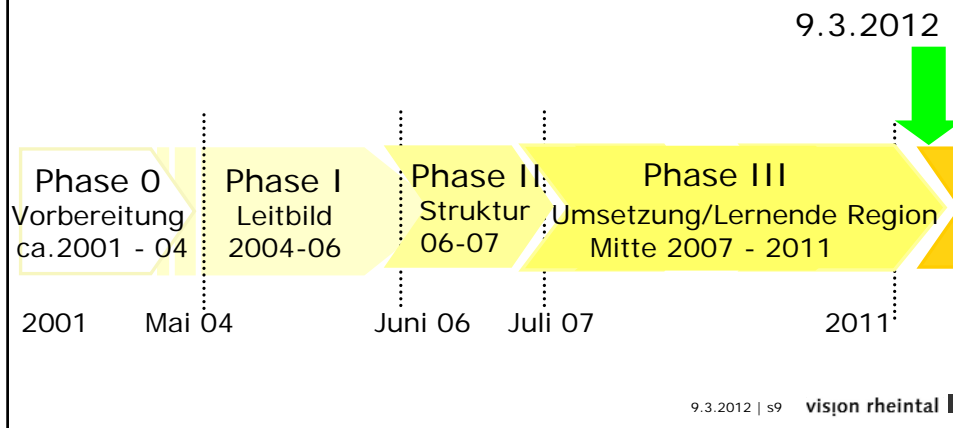 9.3.2012
Phase 0
Vorbereitung
ca.2001 - 04
Phase I
Leitbild
2004-06
Phase II
Struktur
06-07
Phase III
Umsetzung/Lernende Region
Mitte 2007 - 2011
2001
Mai 04
Juni 06
Juli 07
2011
9.3.2012 | s9
vision rheintal